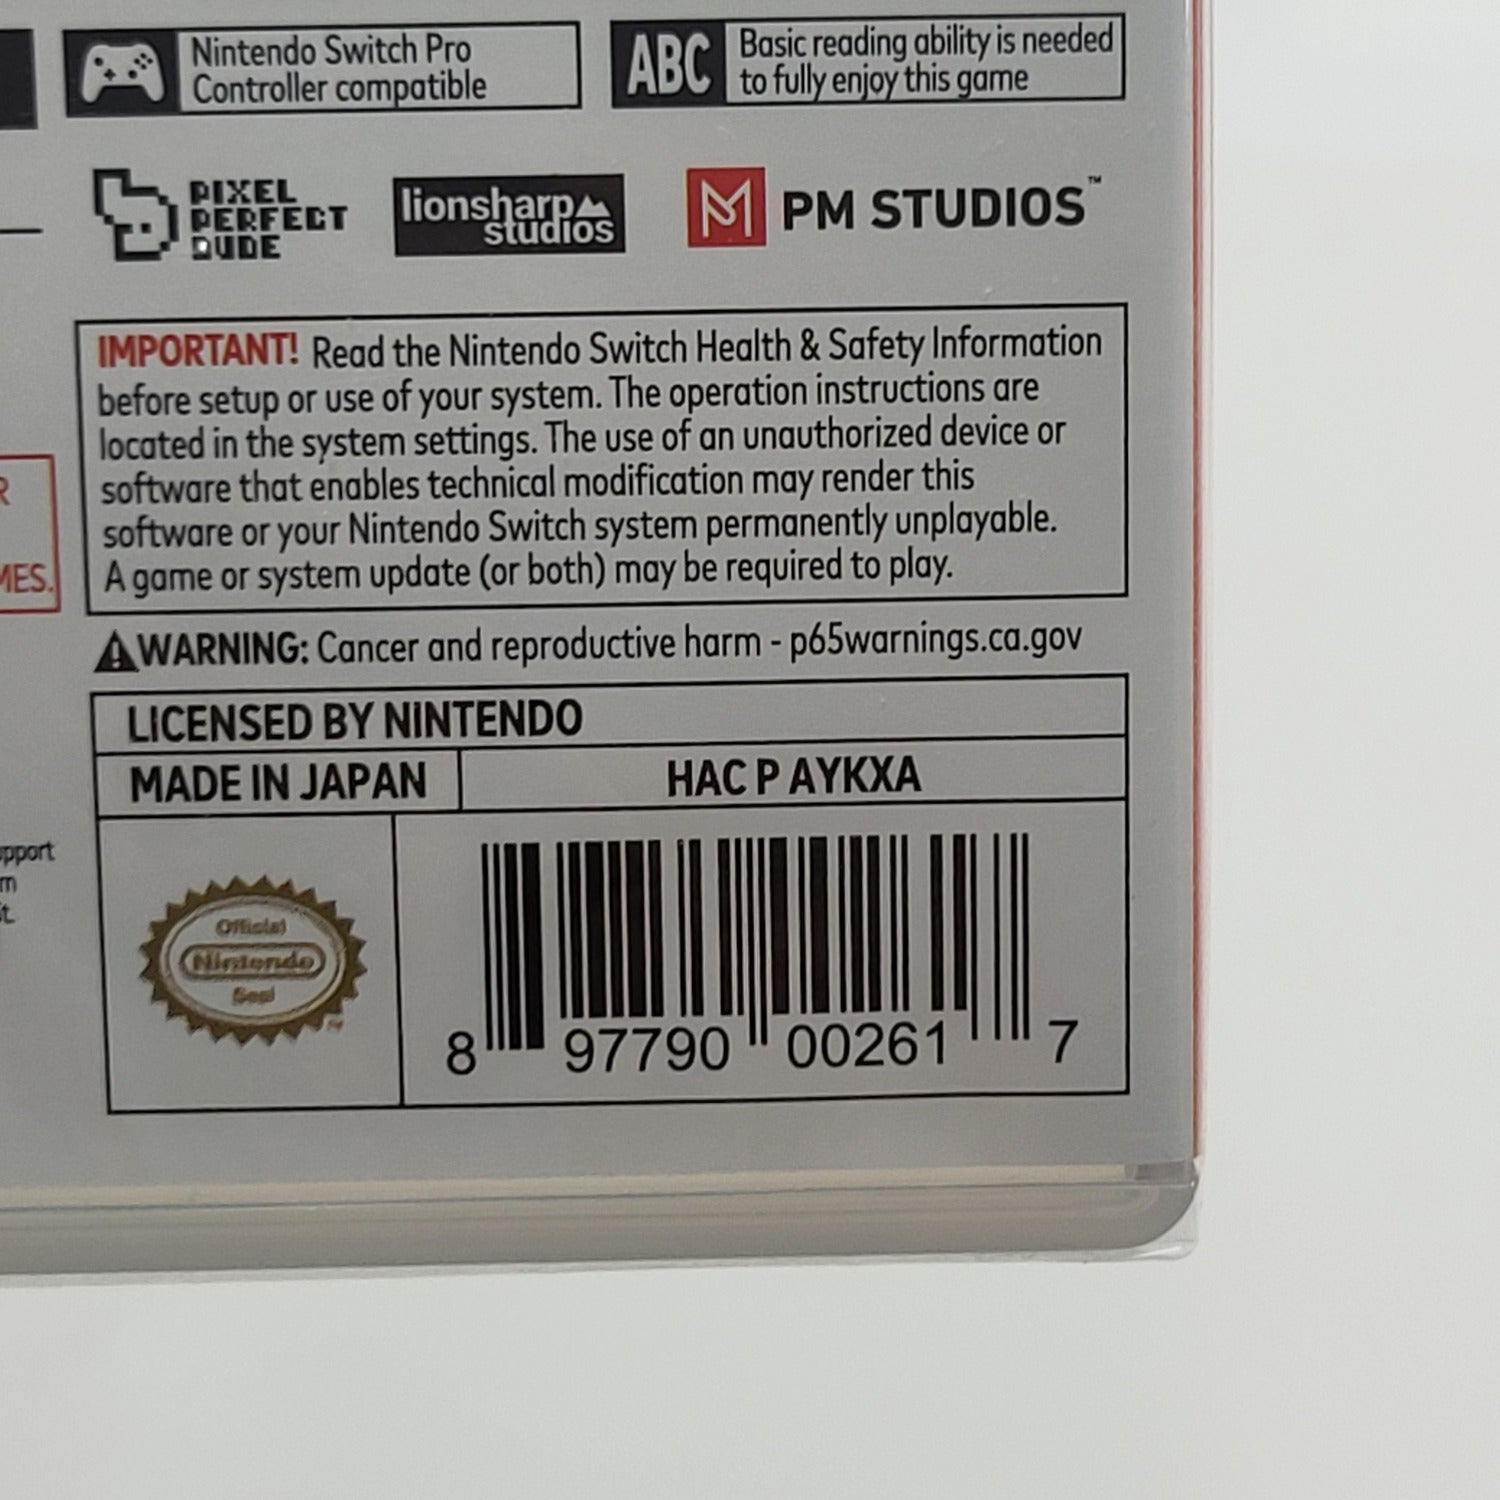 Nintendo Switch Pro
Controller compatible
ABC
Basic reading ability is needed
to fully enjoy this game
PIXEL
PERFECT
DUDE
lionsharp
studios
PM STUDIOS™
IMPORTANT! Read the Nintendo Switch Health & Safety Information
before setup or use of your system. The operation instructions are
located in the system settings. The use of an unauthorized device or
software that enables technical modification may render this
software or your Nintendo Switch system permanently unplayable.
A game or system update (or both) may be required to play.
R
MES.
WARNING: Cancer and reproductive harm - p65warnings.ca.gov
LICENSED BY NINTENDO
MADE IN JAPAN
HAC P AYKXA
pport
m
t.
Official
Nintendo
Seal
™
8 97790 00261 7